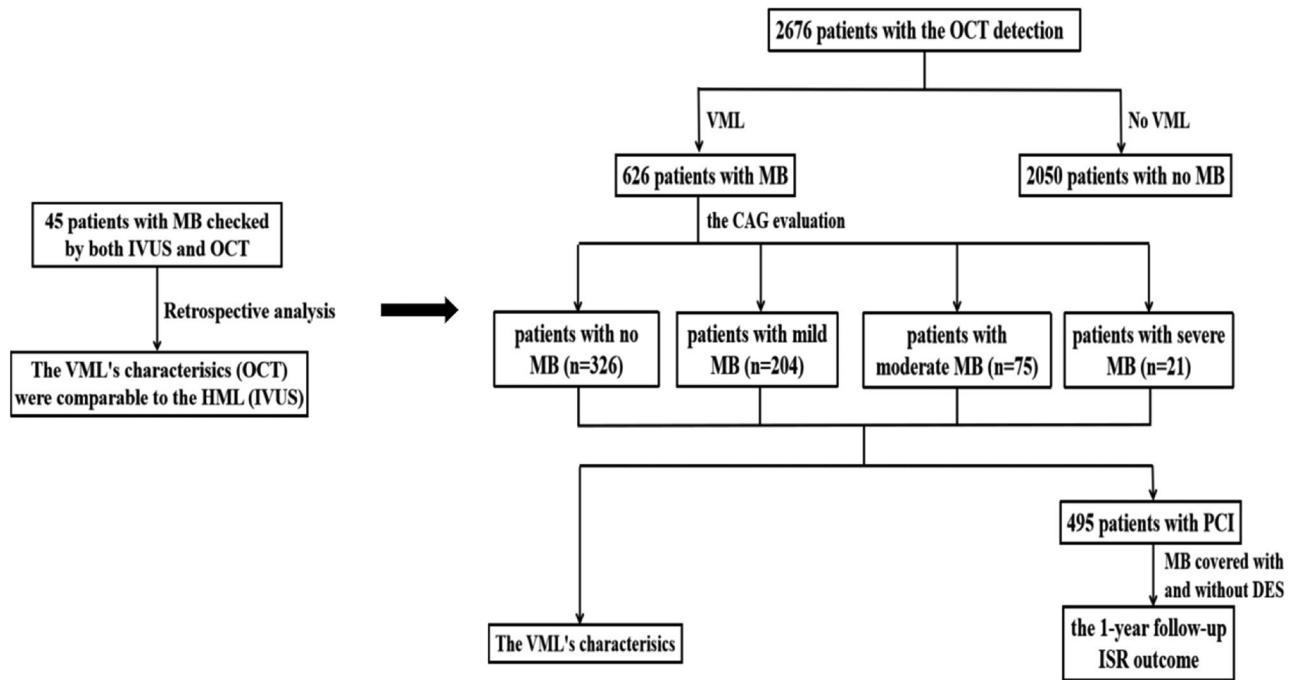 45 patients with MB checked
by both IVUS and OCT
Retrospective analysis
The VML's characterisics (OCT)
were comparable to the HML (IVUS)
2676 patients with the OCT detection
VML
No VML
626 patients with MB
2050 patients with no MB
the CAG evaluation
patients with no
MB (n=326)
patients with mild
MB (n=204)
patients with
moderate MB (n=75)
patients with severe
MB (n=21)
495 patients with PCI
MB covered with
and without DES
The VML's characterisics
the 1-year follow-up
ISR outcome